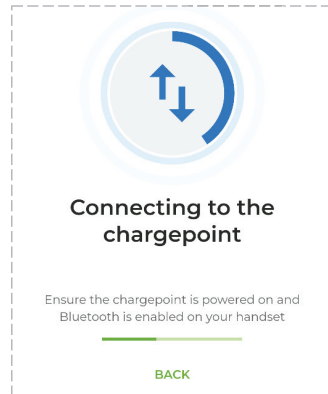 Connecting to the
chargepoint
Ensure the chargepoint is powered on and
Bluetooth is enabled on your handset
BACK